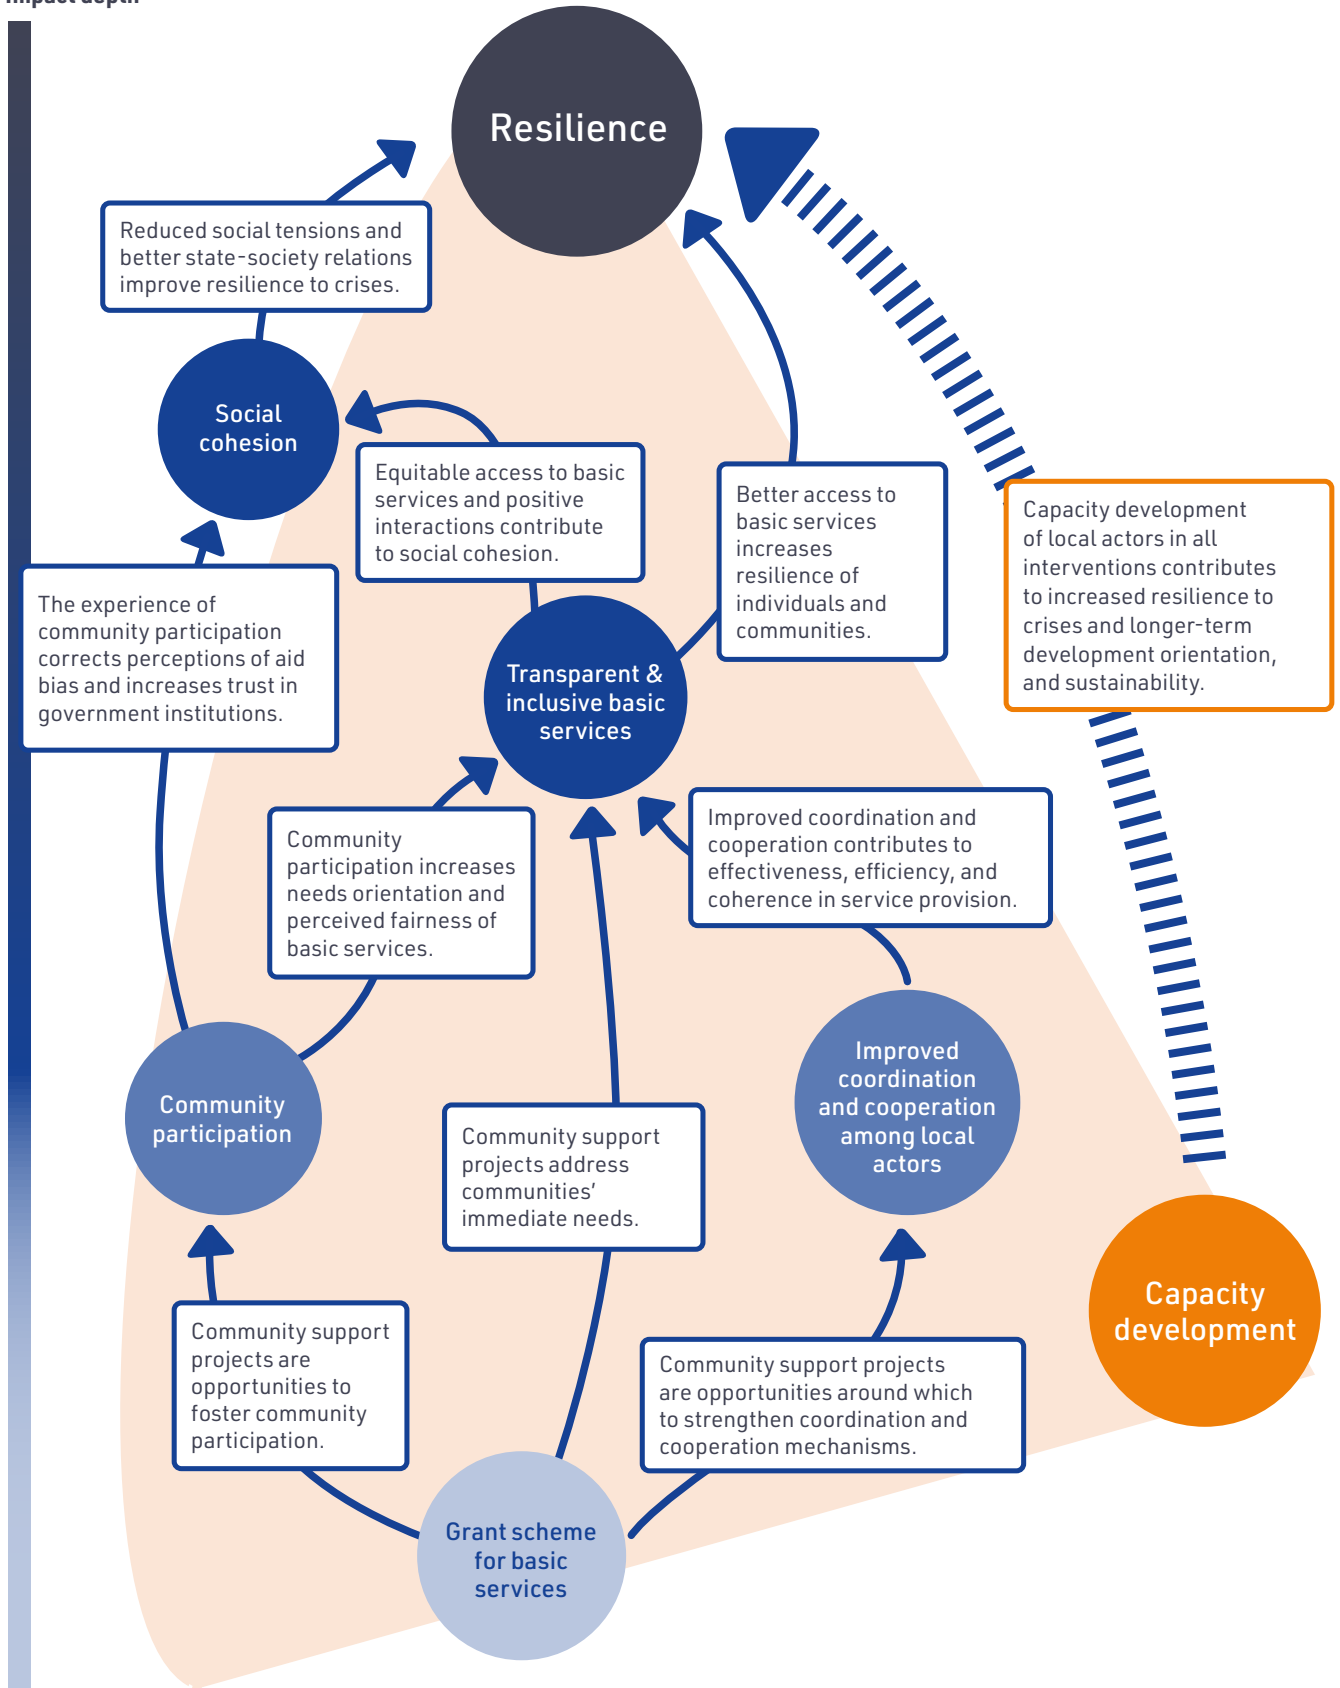 Impact depth
Resilience
Reduced social tensions and
better state-society relations
improve resilience to crises.
Social
cohesion
Equitable access to basic
services and positive
interactions contribute
to social cohesion.
Better access to
basic services
increases
resilience of
individuals and
communities.
Capacity development
of local actors in all
interventions contributes
to increased resilience to
crises and longer-term
development orientation,
and sustainability.
The experience of
community participation
corrects perceptions of aid
bias and increases trust in
government institutions.
Transparent &
inclusive basic
services
Community
participation increases
needs orientation and
perceived fairness of
basic services.
Improved coordination and
cooperation contributes to
effectiveness, efficiency, and
coherence in service provision.
Community
participation
Community support
projects address
communities’
immediate needs.
Improved
coordination
and cooperation
among local
actors
Capacity
development
Community support
projects are
opportunities to
foster community
participation.
Community support projects
are opportunities around which
to strengthen coordination and
cooperation mechanisms.
Grant scheme
for basic
services